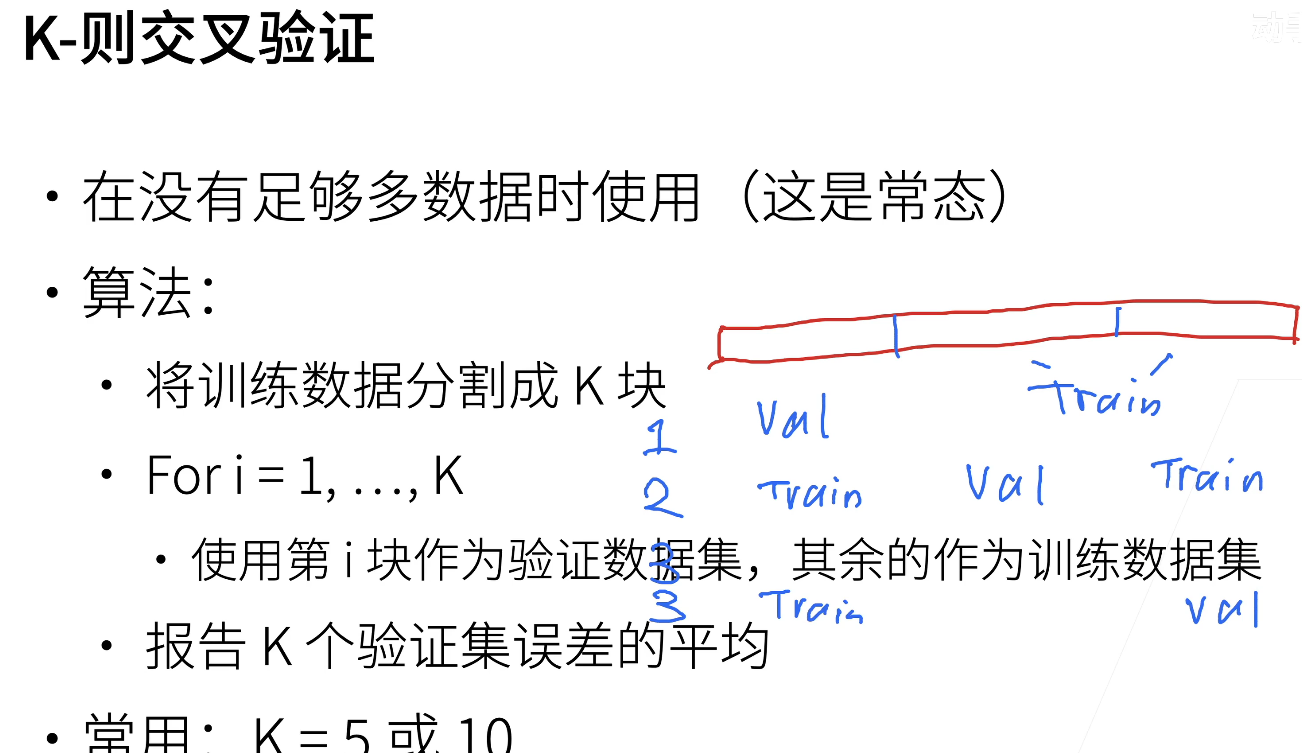 K-则交叉验证
• 在没有足够多数据时使用（这是常态）
• 算法：
• 将训练数据分割成 K 块
Train
Val
1
• For i = 1, …, K
2 Train Val Train
• 使用第 i 块作为验证数据集，其余的作为训练数据集
3
3 Train Val
• 报告 K 个验证集误差的平均
• 常用：K = 5 或 10